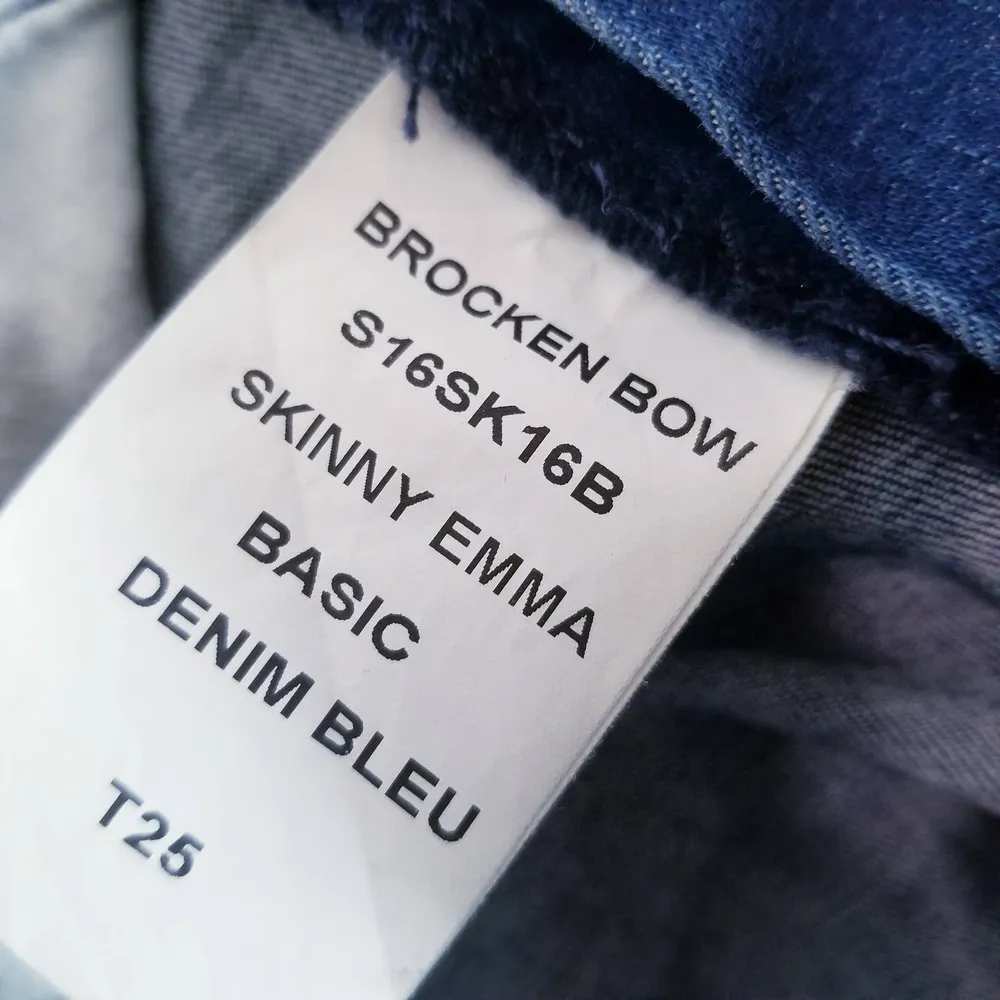 BROCKEN BOW
S16SK16B
SKINNY EMMA
BASIC
DENIM BLEU
T25